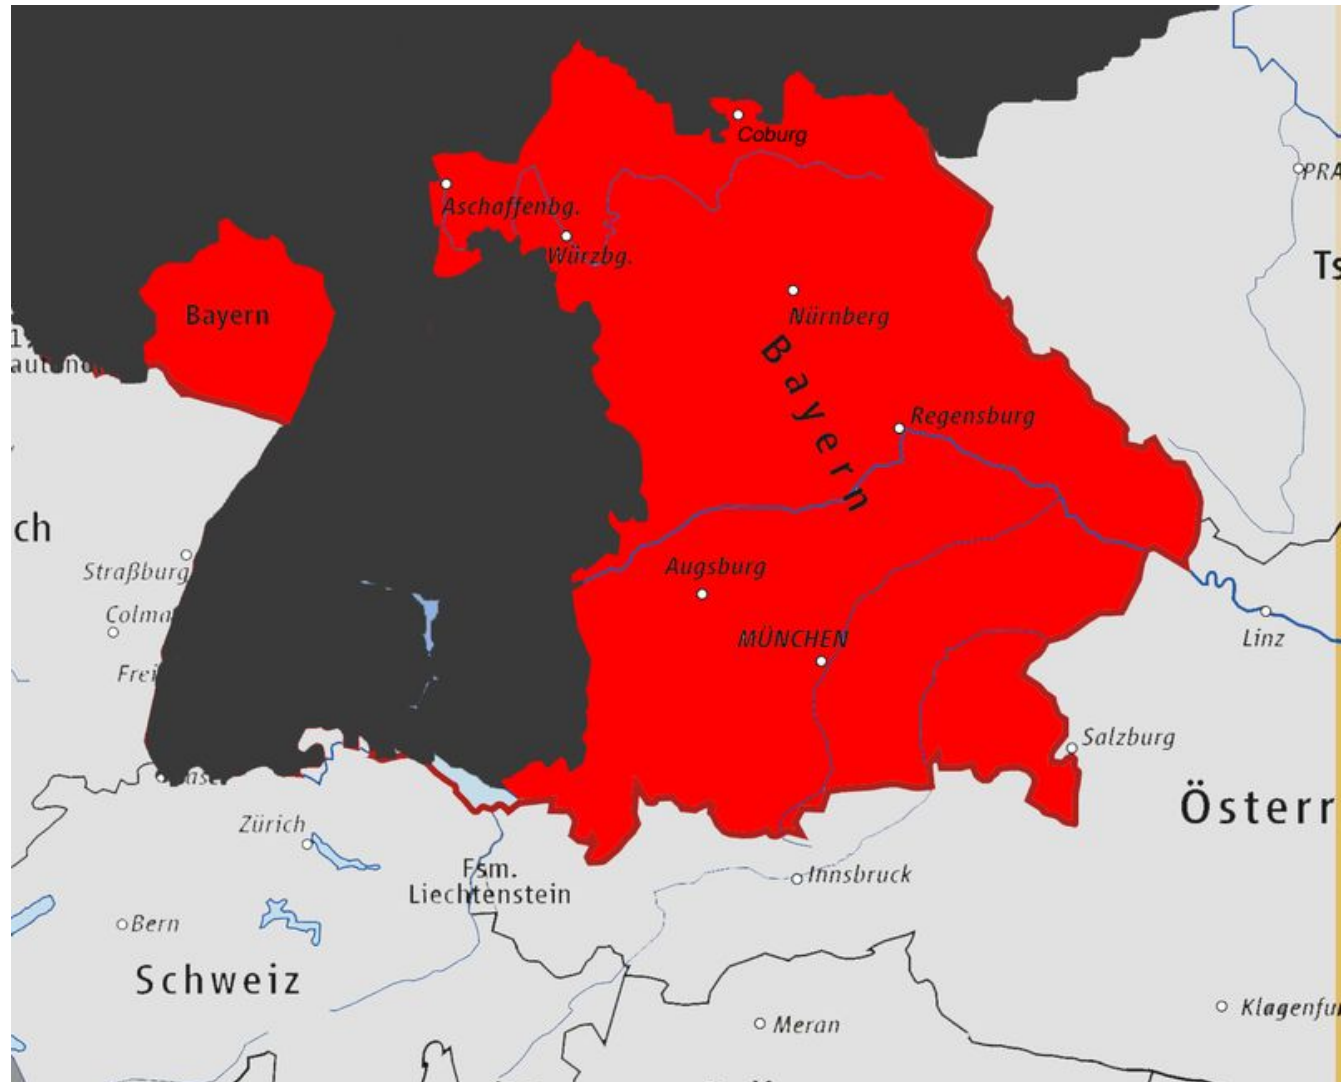 Coburg
PRA
Aschaffenbg.
Würzbg.
Ts
Bayern
Nürnberg
Bayern
Regensburg
ch
Straßburg
Augsburg
Colma
MÜNCHEN
Linz
Frei
Salzburg
Österr
Zürich
Fsm.
Liechtenstein
Innsbruck
Bern
Schweiz
Klagenfu
Meran